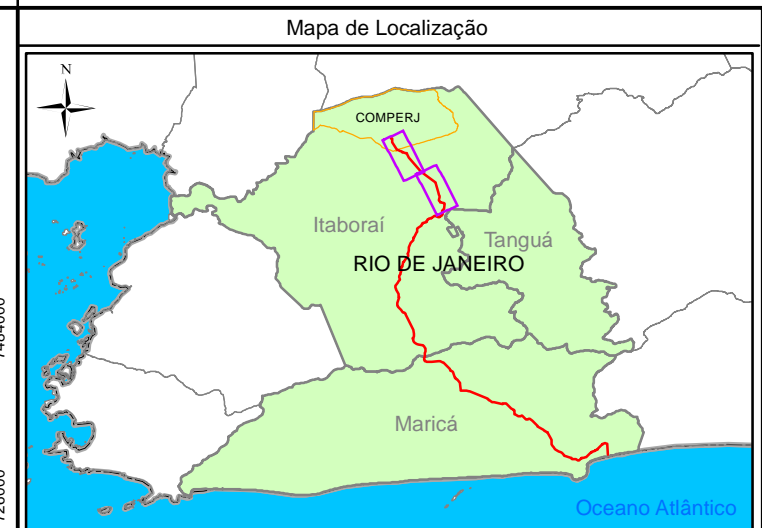 Mapa de Localização
N
COMPERJ
Itaboraí
Tanguá
RIO DE JANEIRO
Maricá
Oceano Atlântico